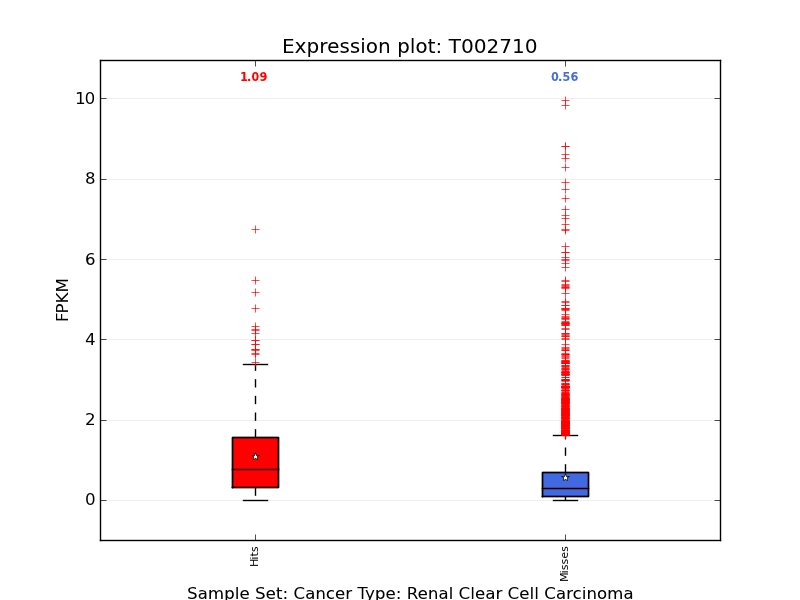 Expression plot: T002710
1.09
0.56
10
8
6
4
2
0
FPKM
Hits
Misses
Sample Set: Cancer Type: Renal Clear Cell Carcinoma